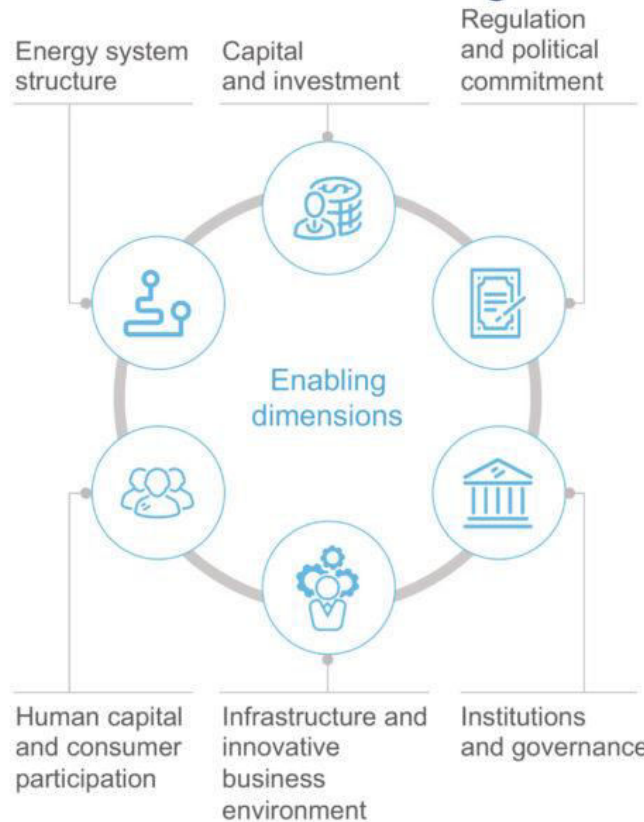 Energy system
structure
Capital
and investment
Regulation
and political
commitment
Enabling
dimensions
Human capital
and consumer
participation
Infrastructure and
innovative
business
environment
Institutions
and governance